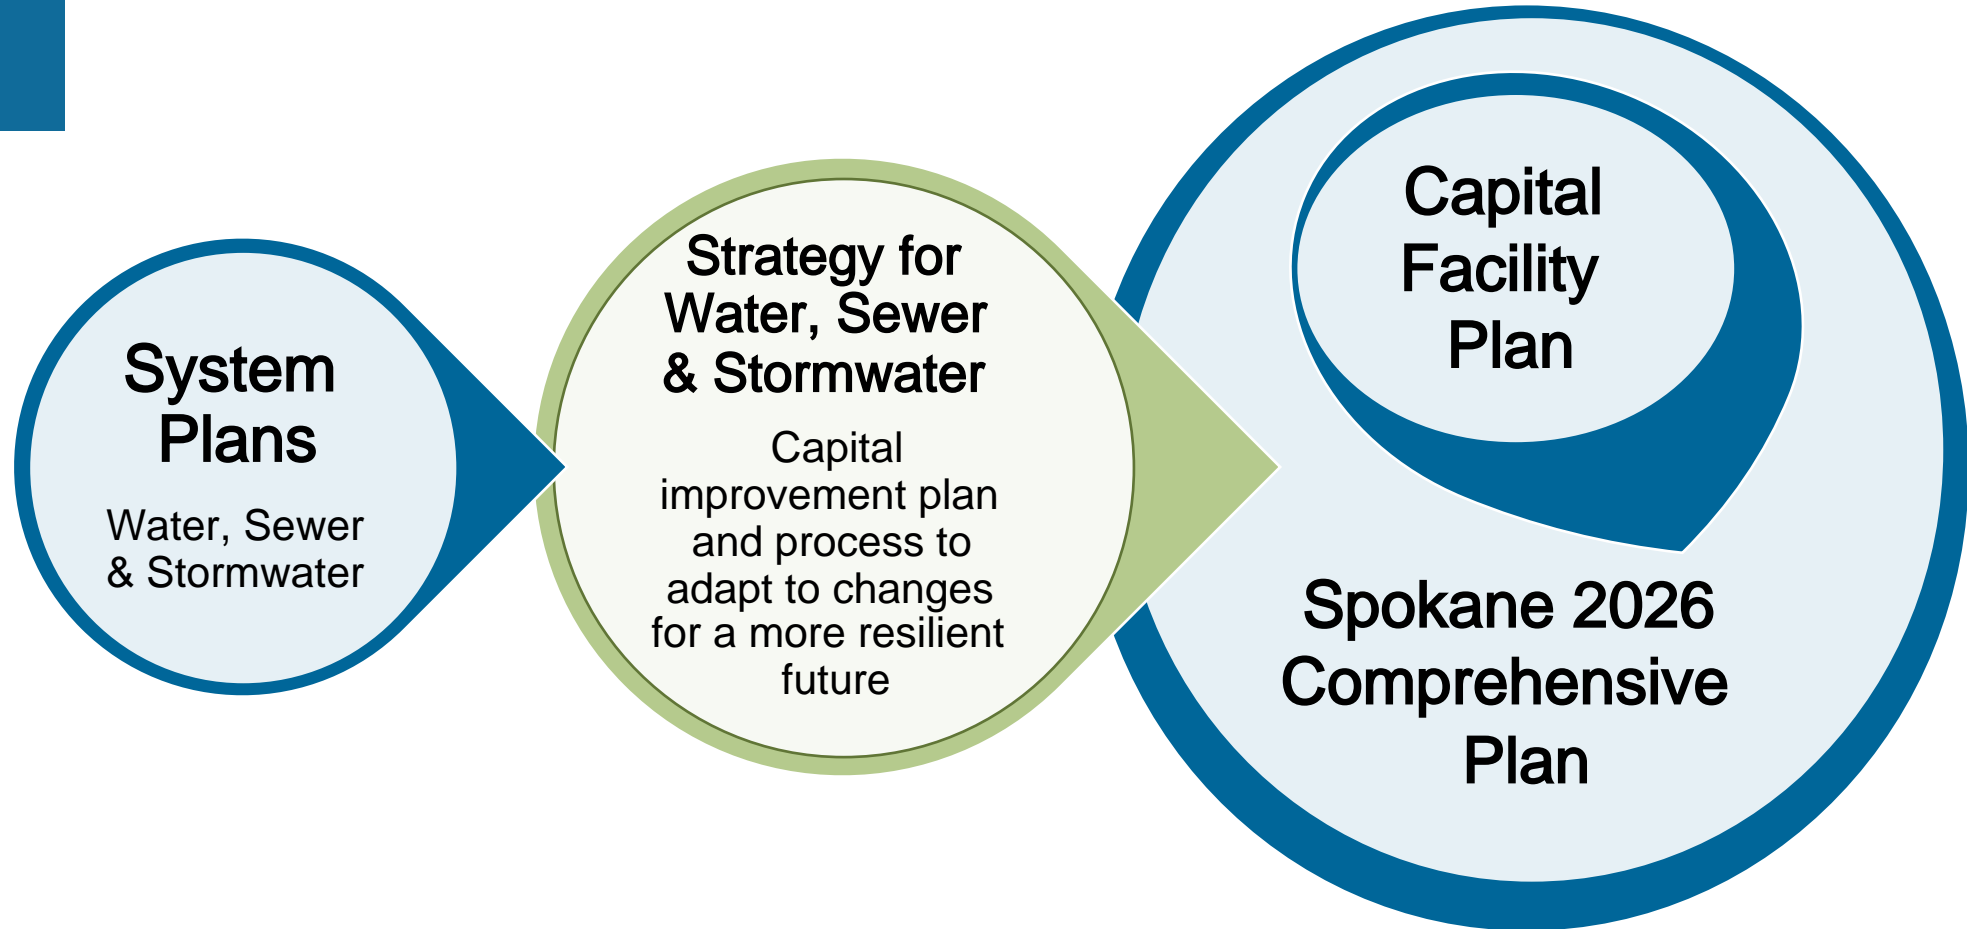 System
Plans
Water, Sewer
& Stormwater
Strategy for
Water, Sewer
& Stormwater
Capital
improvement plan
and process to
adapt to changes
for a more resilient
future
Capital
Facility
Plan
Spokane 2026
Comprehensive
Plan